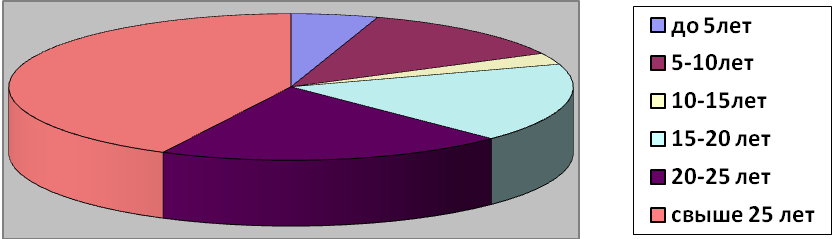 до 5лет
5-10лет
10-15лет
15-20 лет
20-25 лет
свыше 25 лет